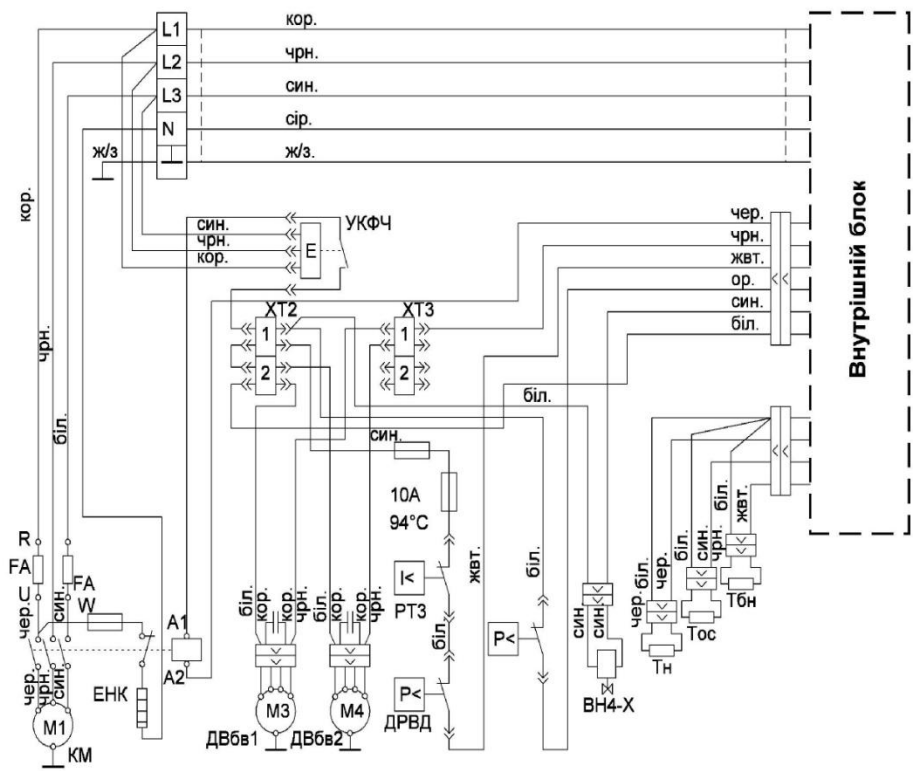 L1
кор.
L2
чрн.
L3
син.
N
сір.
ж/з
ж/з.
Внутрішній блок
кор.
син.
чрн.
кор.
E
УКФЧ
чер.
чрн.
жвт.
ор.
син.
біл.
XT2
1
2
XT3
1
2
чрн.
біл.
біл.
син.
10A
94°C
I<
РТЗ
жвт.
біл.
P<
біл.
P<
ДРВД
син.
син.
ВН4-Х
біл.
чер.
біл.
син.
чрн.
біл.
жвт.
чер.
Тн
Тос
Тбн
R
FA
U
FA
W
чер.
син.
A1
A2
чер.
чрн.
син.
ЕНК
M1
КМ
біл.
кор.
кор.
чрн.
біл.
кор.
кор.
чрн.
M3
M4
ДВбв1
ДВбв2